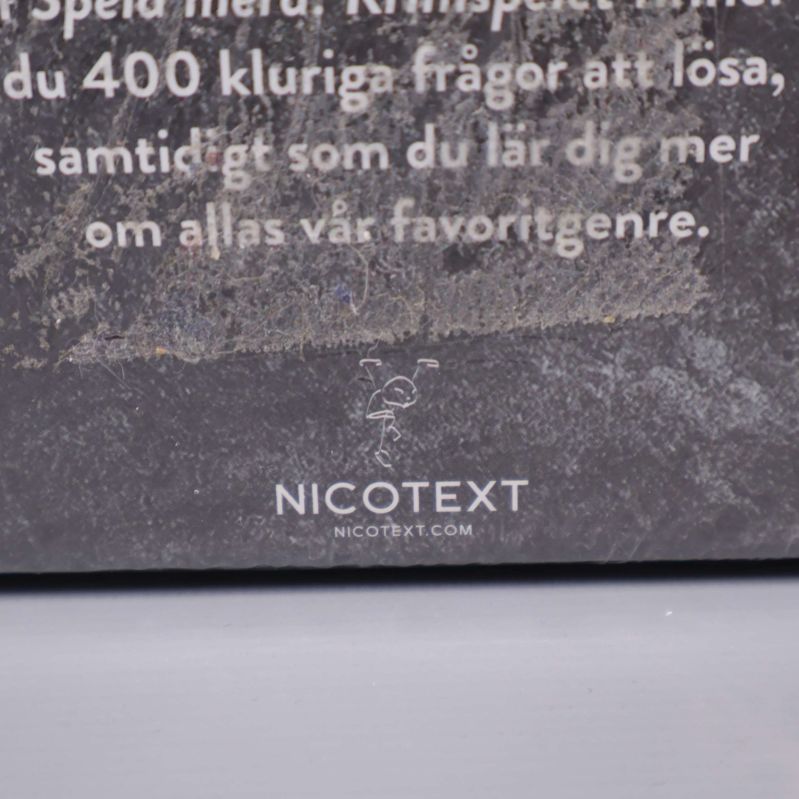 du 400 kluriga frågor att lösa,
samtidigt som du lär dig mer
om allas vår favoritgenre.
NICOTEXT
NICOTEXT.COM